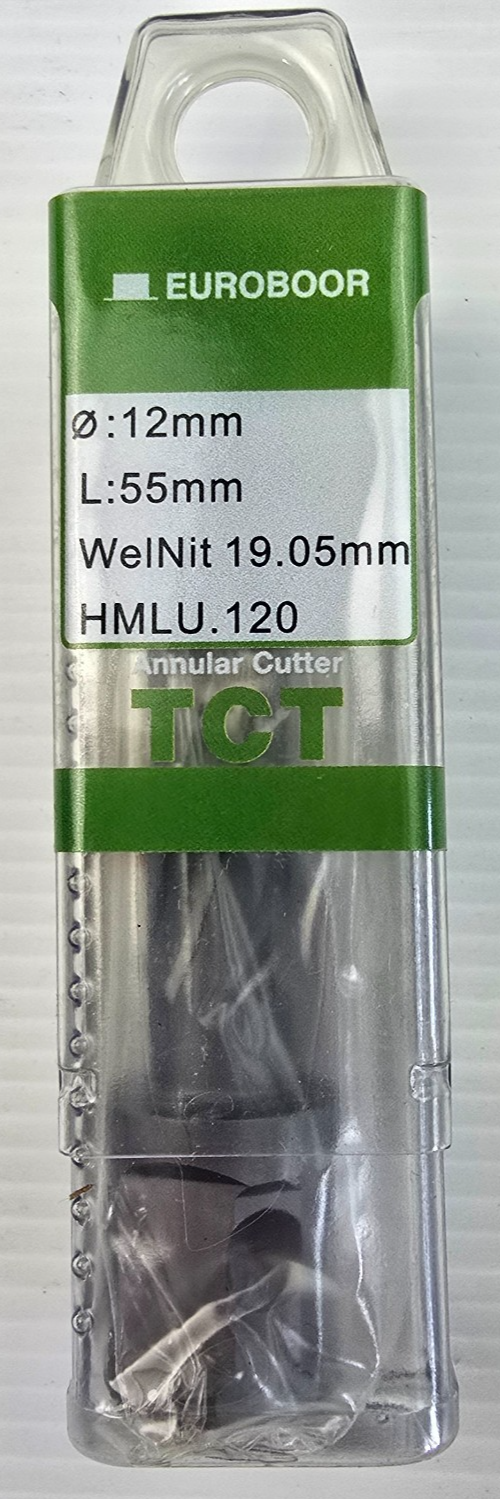 EUROBOOR
Ø:12mm
L:55mm
WelNit 19.05mm
HMLU.120
Annular Cutter
TCT